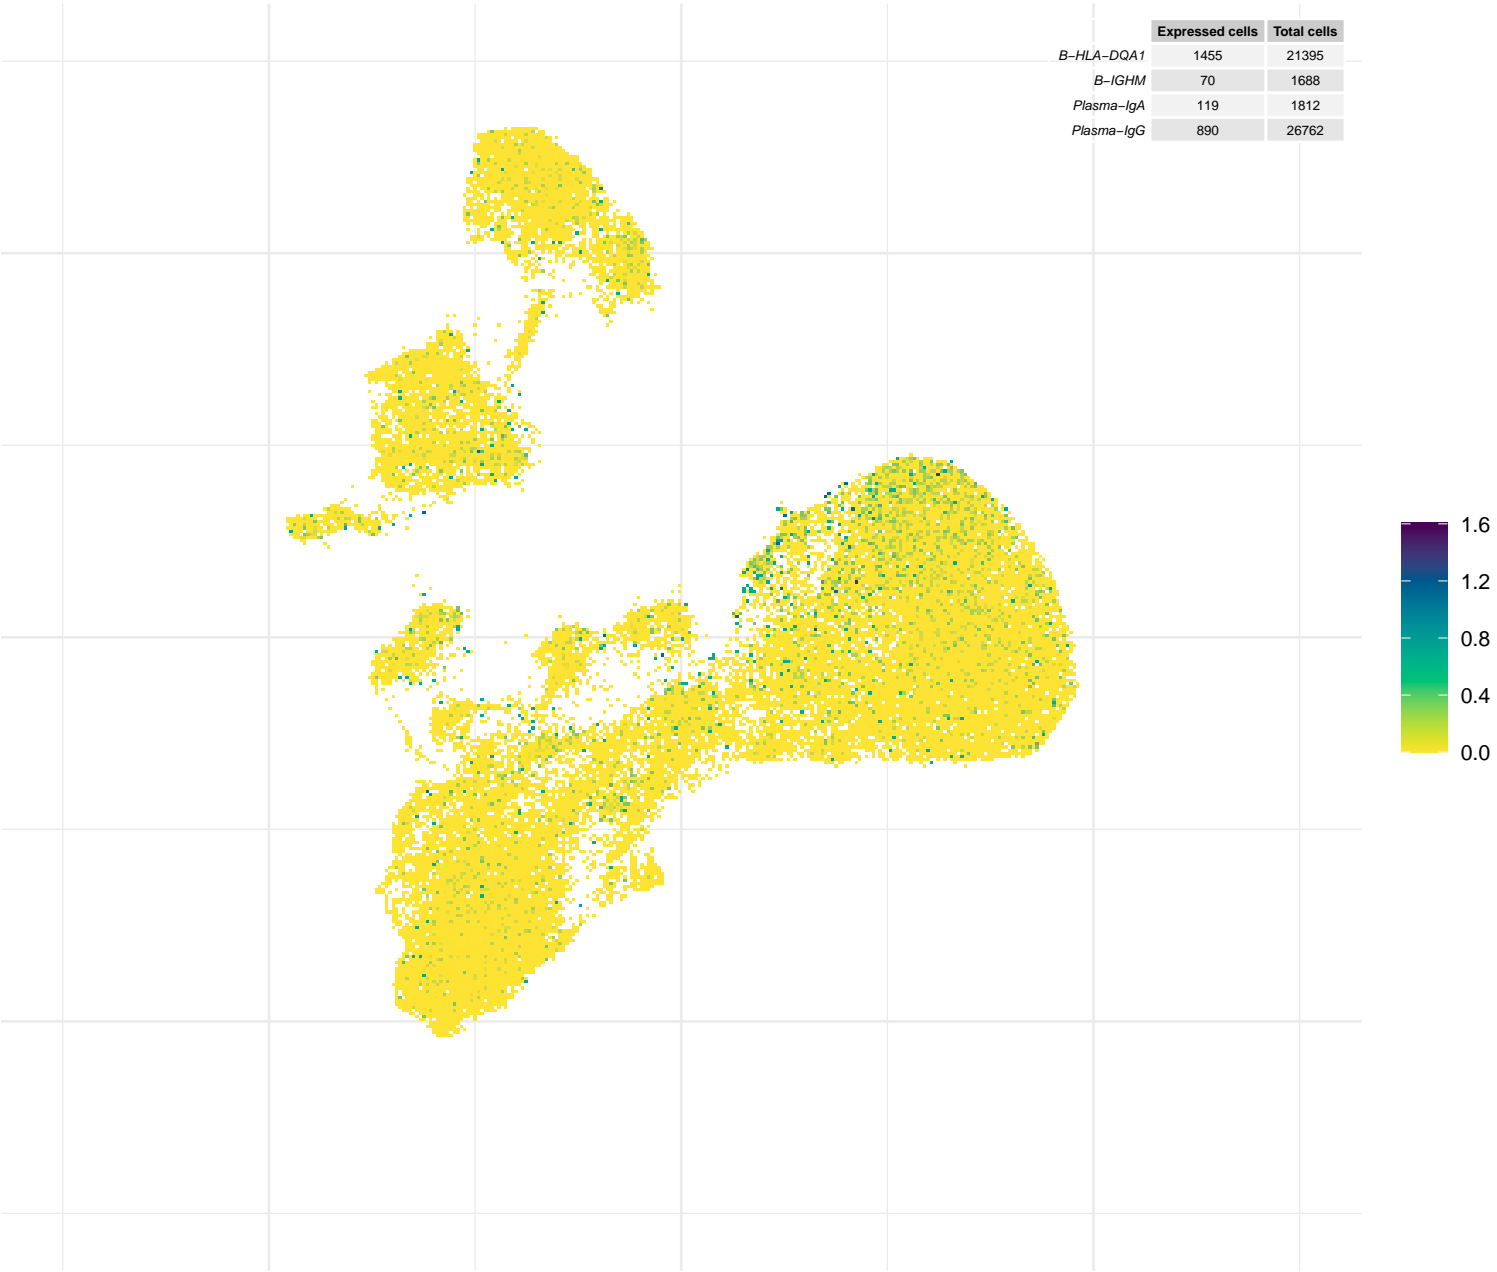 Expressed cells Total cells
B−HLA−DQA1 1455 21395
B−IGHM 70 1688
Plasma−IgA 119 1812
Plasma−IgG 890 26762
1.6
1.2
0.8
0.4
0.0